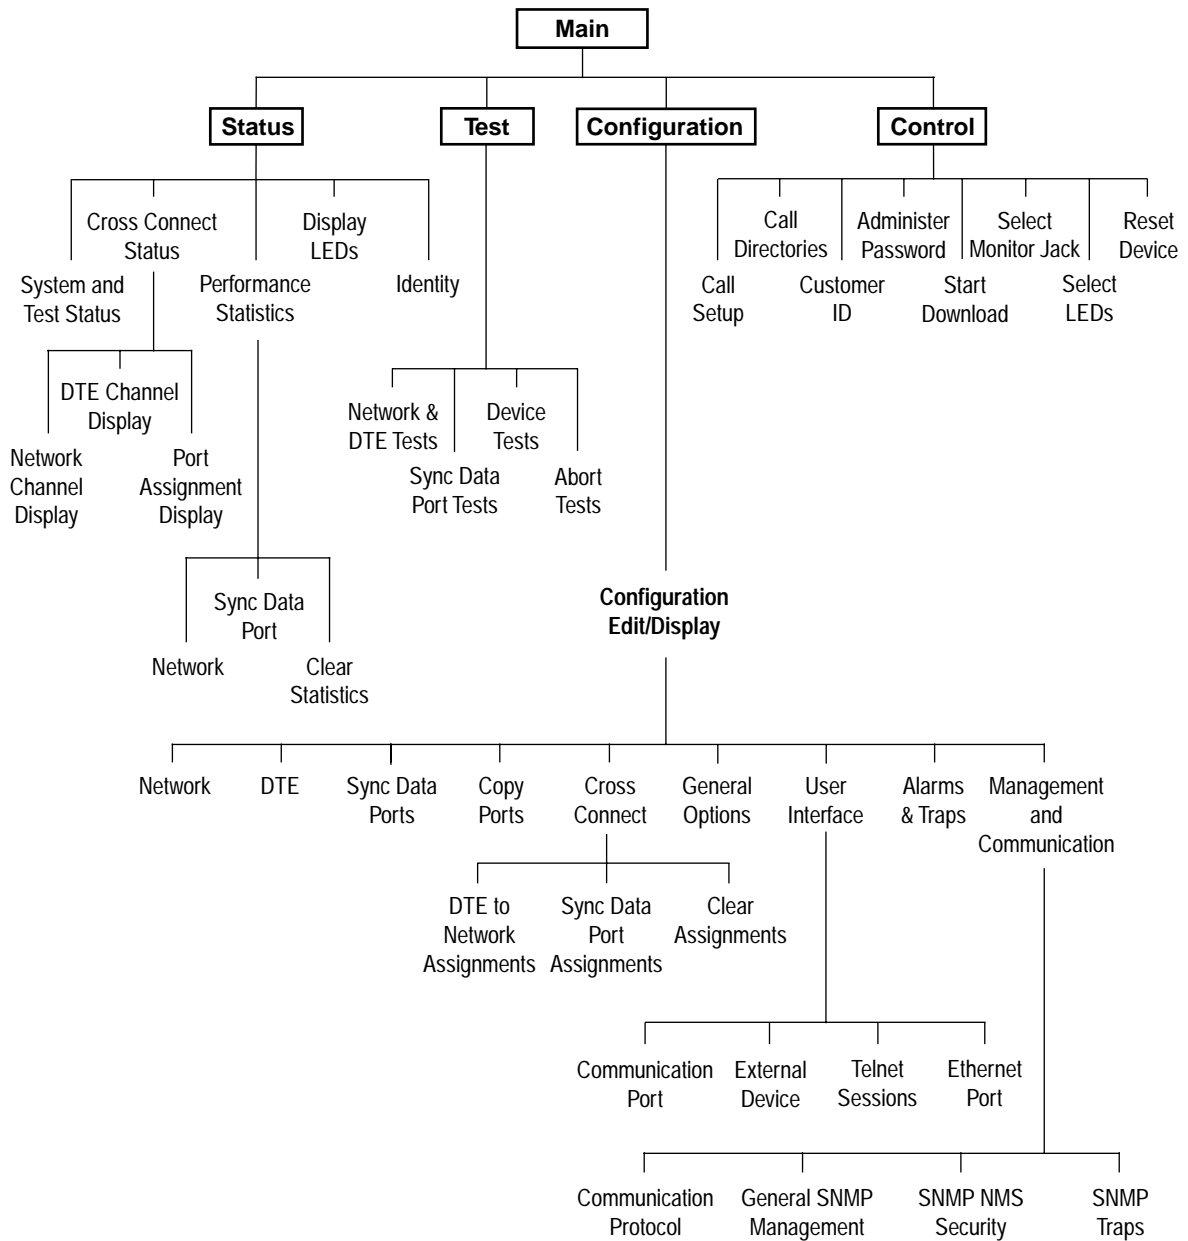 Main
Status
Test
Configuration
Control
Cross Connect
Status
Display
LEDs
System and
Test Status
Performance
Statistics
Identity
Call
Directories
Administer
Password
Select
Monitor Jack
Reset
Device
Call
Setup
Customer
ID
Start
Download
Select
LEDs
DTE Channel
Display
Network
Channel
Display
Port
Assignment
Display
Network &
DTE Tests
Device
Tests
Sync Data
Port Tests
Abort
Tests
Sync Data
Port
Network
Clear
Statistics
Configuration
Edit/Display
Network
DTE
Sync Data
Ports
Copy
Ports
Cross
Connect
General
Options
User
Interface
Alarms
& Traps
Management
and
Communication
DTE to
Network
Assignments
Sync Data
Port
Assignments
Clear
Assignments
Communication
Port
External
Device
Telnet
Sessions
Ethernet
Port
Communication
Protocol
General SNMP
Management
SNMP NMS
Security
SNMP
Traps